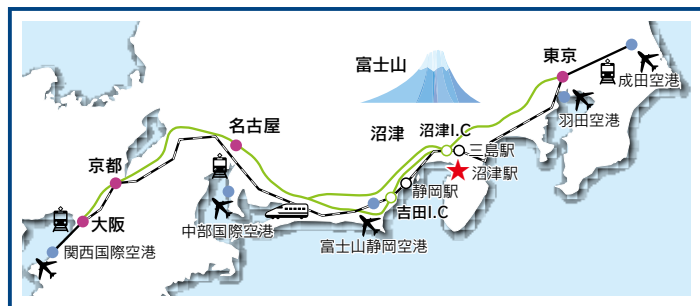 富士山
東京
成田空港
羽田空港
沼津
沼津I.C
三島駅
沼津駅
名古屋
京都
静岡駅
吉田I.C
大阪
中部国際空港
富士山静岡空港
関西国際空港